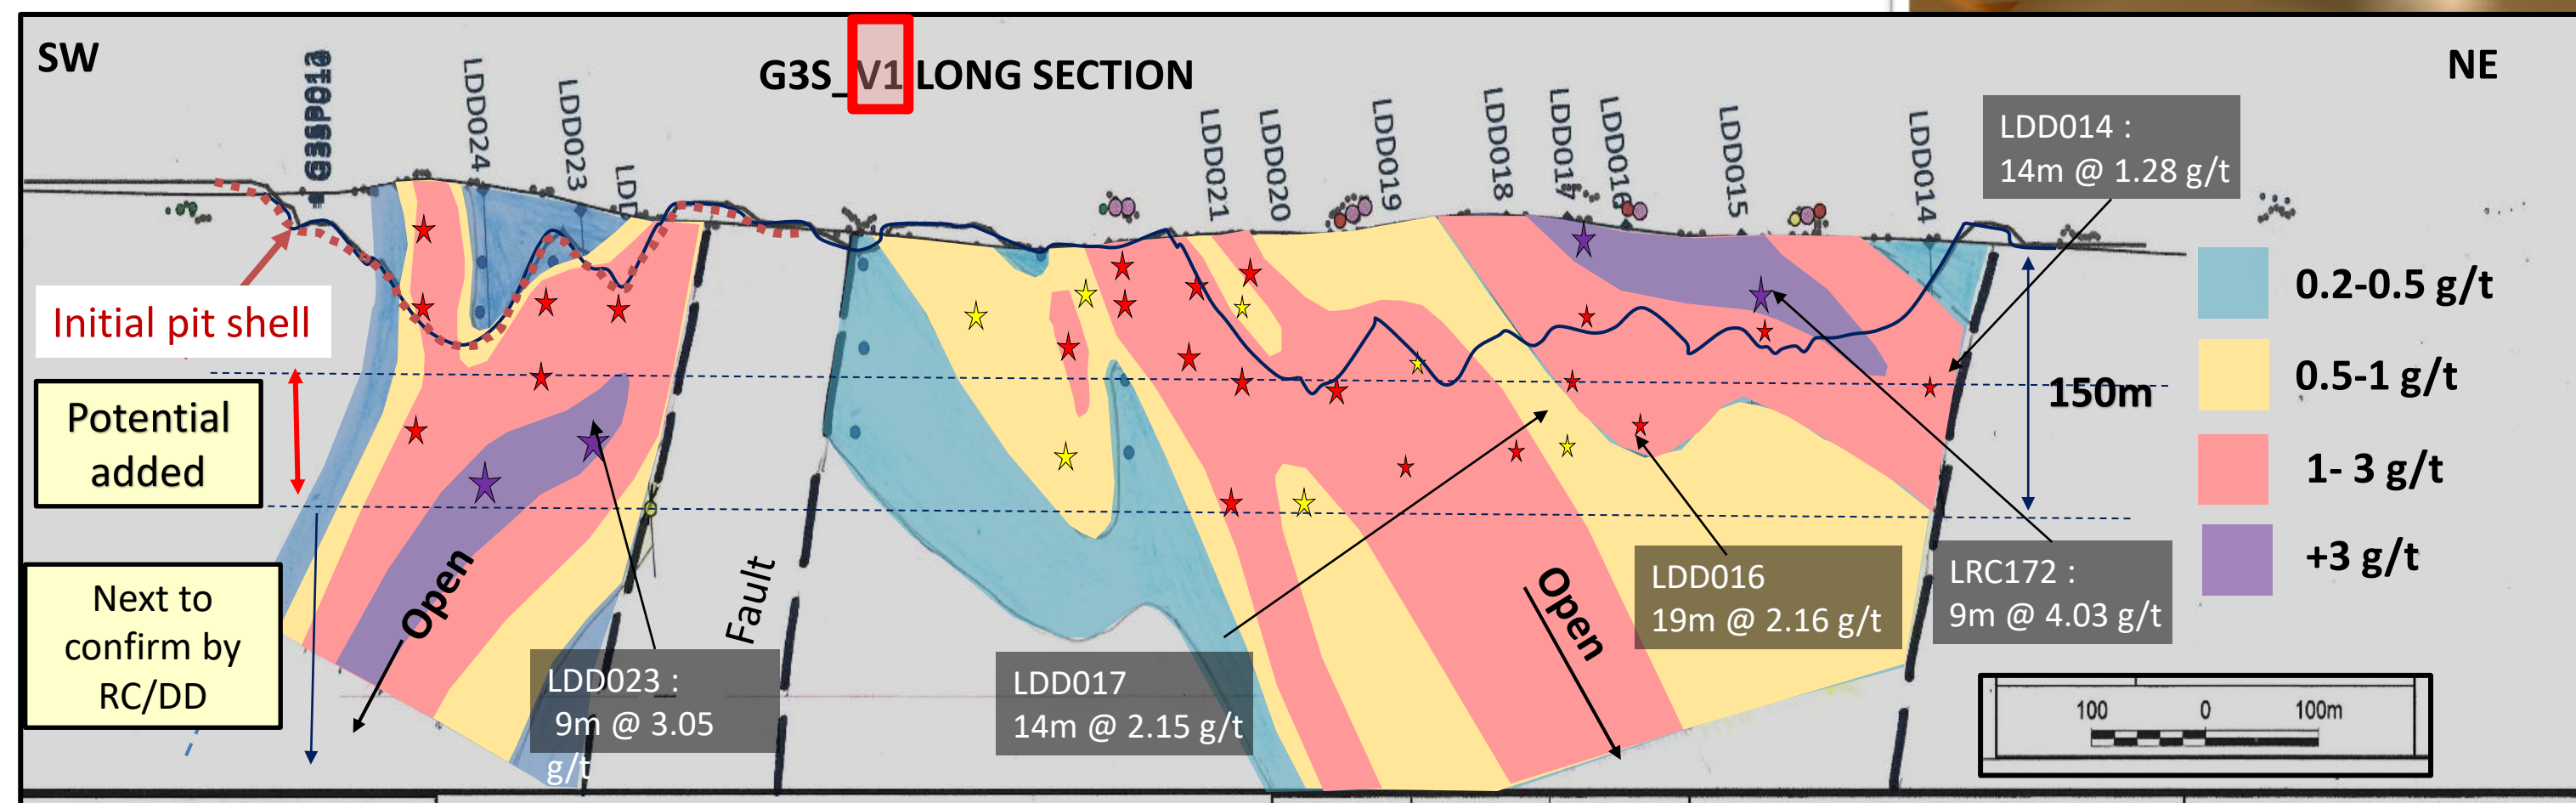 SW
G3S_V1 LONG SECTION
NE
LDD024
LDD023
LDD
LDD021
LDD020
LDD019
LDD018
LDD017
LDD016
LDD015
LDD014
LDD014 :
14m @ 1.28 g/t
0.2-0.5 g/t
0.5-1 g/t
1- 3 g/t
+3 g/t
Initial pit shell
150m
Potential
added
Next to
confirm by
RC/DD
Open
Fault
Open
LDD023 :
9m @ 3.05
g/t
LDD017
14m @ 2.15 g/t
LDD016
19m @ 2.16 g/t
LRC172 :
9m @ 4.03 g/t
100 0 100m